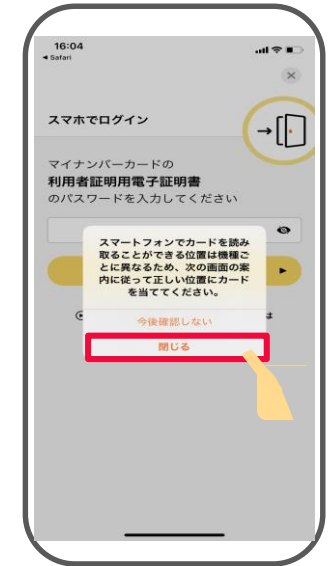 16:04
◀ Safari
スマホでログイン
マイナンバーカードの
利用者証明用電子証明書
のパスワードを入力してください
スマートフォンでカードを読み
取ることができる位置は機種ご
とに異なるため、次の画面の案
内に従って正しい位置にカード
を当ててください。
今後確認しない
は
閉じる